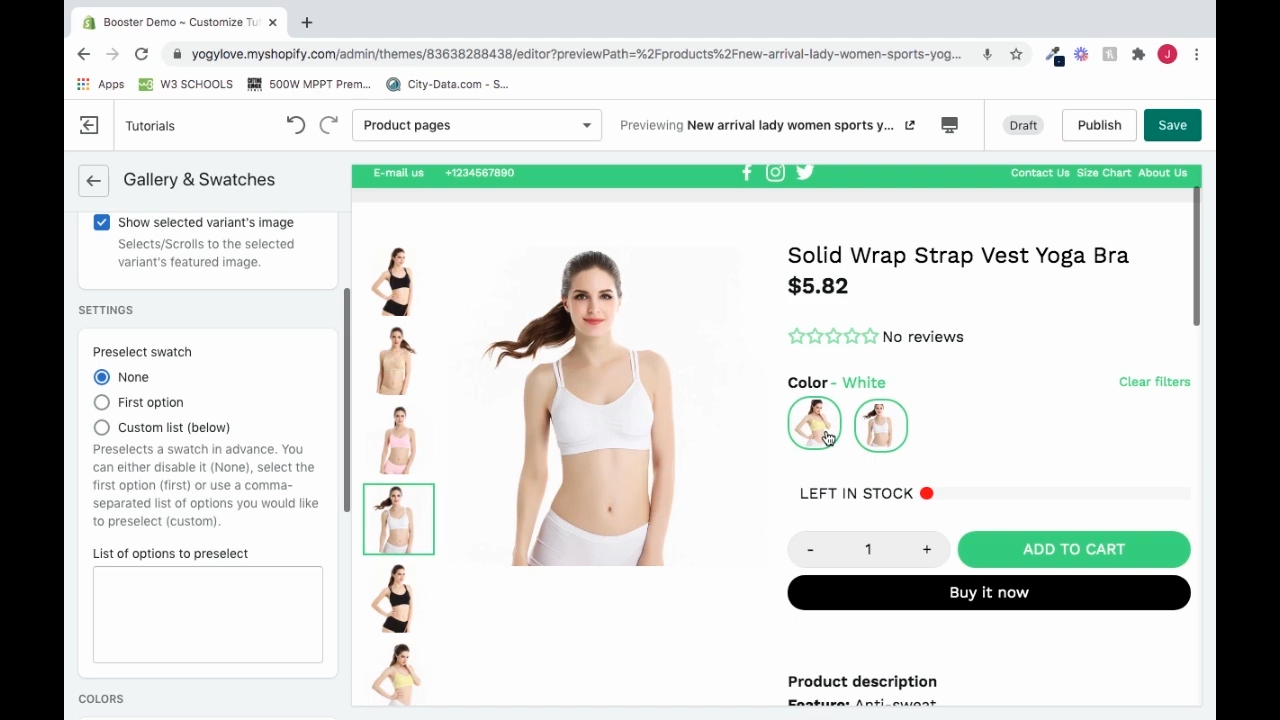 Booster Demo ~ Customize Tu
yogylove.myshopify.com/admin/themes/83638288438/editor?previewPath=%2Fproducts%2Fnew-arrival-lady-women-sports-yog...
J
Apps
W3 SCHOOLS
500W MPPT Prem...
City-Data.com - S...
Tutorials
Product pages
Previewing New arrival lady women sports y...
Draft
Publish
Save
Gallery & Swatches
Show selected variant's image
Selects/Scrolls to the selected
variant's featured image.
SETTINGS
Preselect swatch
None
First option
Custom list (below)
Preselects a swatch in advance. You
can either disable it (None), select the
first option (first) or use a comma-
separated list of options you would like
to preselect (custom).
List of options to preselect
COLORS
E-mail us
+1234567890
Contact Us
Size Chart
About Us
Solid Wrap Strap Vest Yoga Bra
$5.82
No reviews
Color - White
Clear filters
LEFT IN STOCK
- 1 +
ADD TO CART
Buy it now
Product description
Feature: Anti-sweat